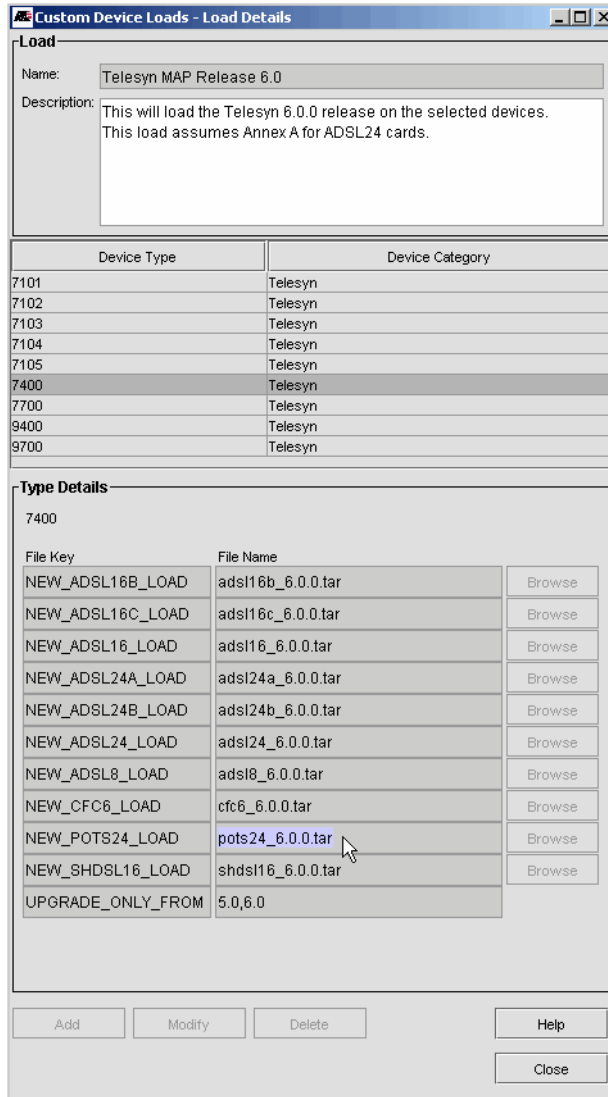 Custom Device Loads - Load Details
Load
Name: Telesyn MAP Release 6.0
Description: This will load the Telesyn 6.0.0 release on the selected devices.
This load assumes Annex A for ADSL24 cards.
Device Type Device Category
7101 Telesyn
7102 Telesyn
7103 Telesyn
7104 Telesyn
7105 Telesyn
7400 Telesyn
7700 Telesyn
9400 Telesyn
9700 Telesyn
Type Details
7400
File Key File Name
NEW_ADSL16B_LOAD adsl16b_6.0.0.tar Browse
NEW_ADSL16C_LOAD adsl16c_6.0.0.tar Browse
NEW_ADSL16_LOAD adsl16_6.0.0.tar Browse
NEW_ADSL24A_LOAD adsl24a_6.0.0.tar Browse
NEW_ADSL24B_LOAD adsl24b_6.0.0.tar Browse
NEW_ADSL24_LOAD adsl24_6.0.0.tar Browse
NEW_ADSL8_LOAD adsl8_6.0.0.tar Browse
NEW_CFC6_LOAD cfc6_6.0.0.tar Browse
NEW_POTS24_LOAD pots24_6.0.0.tar Browse
NEW_SHDSL16_LOAD shdsl16_6.0.0.tar Browse
UPGRADE_ONLY_FROM 5.0,6.0
Add Modify Delete Help
Close